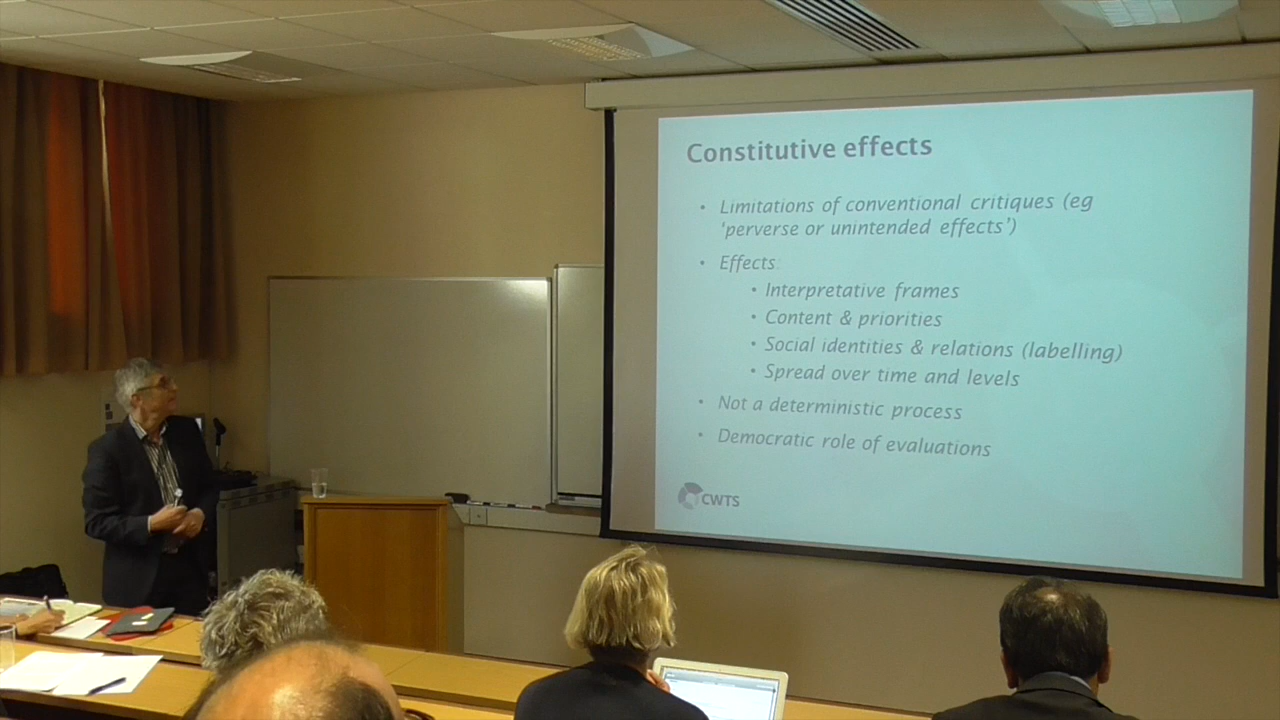 Constitutive effects
• Limitations of conventional critiques (eg
‘perverse or unintended effects’)
• Effects:
• Interpretative frames
• Content & priorities
• Social identities & relations (labelling)
• Spread over time and levels
• Not a deterministic process
• Democratic role of evaluations
CWTS